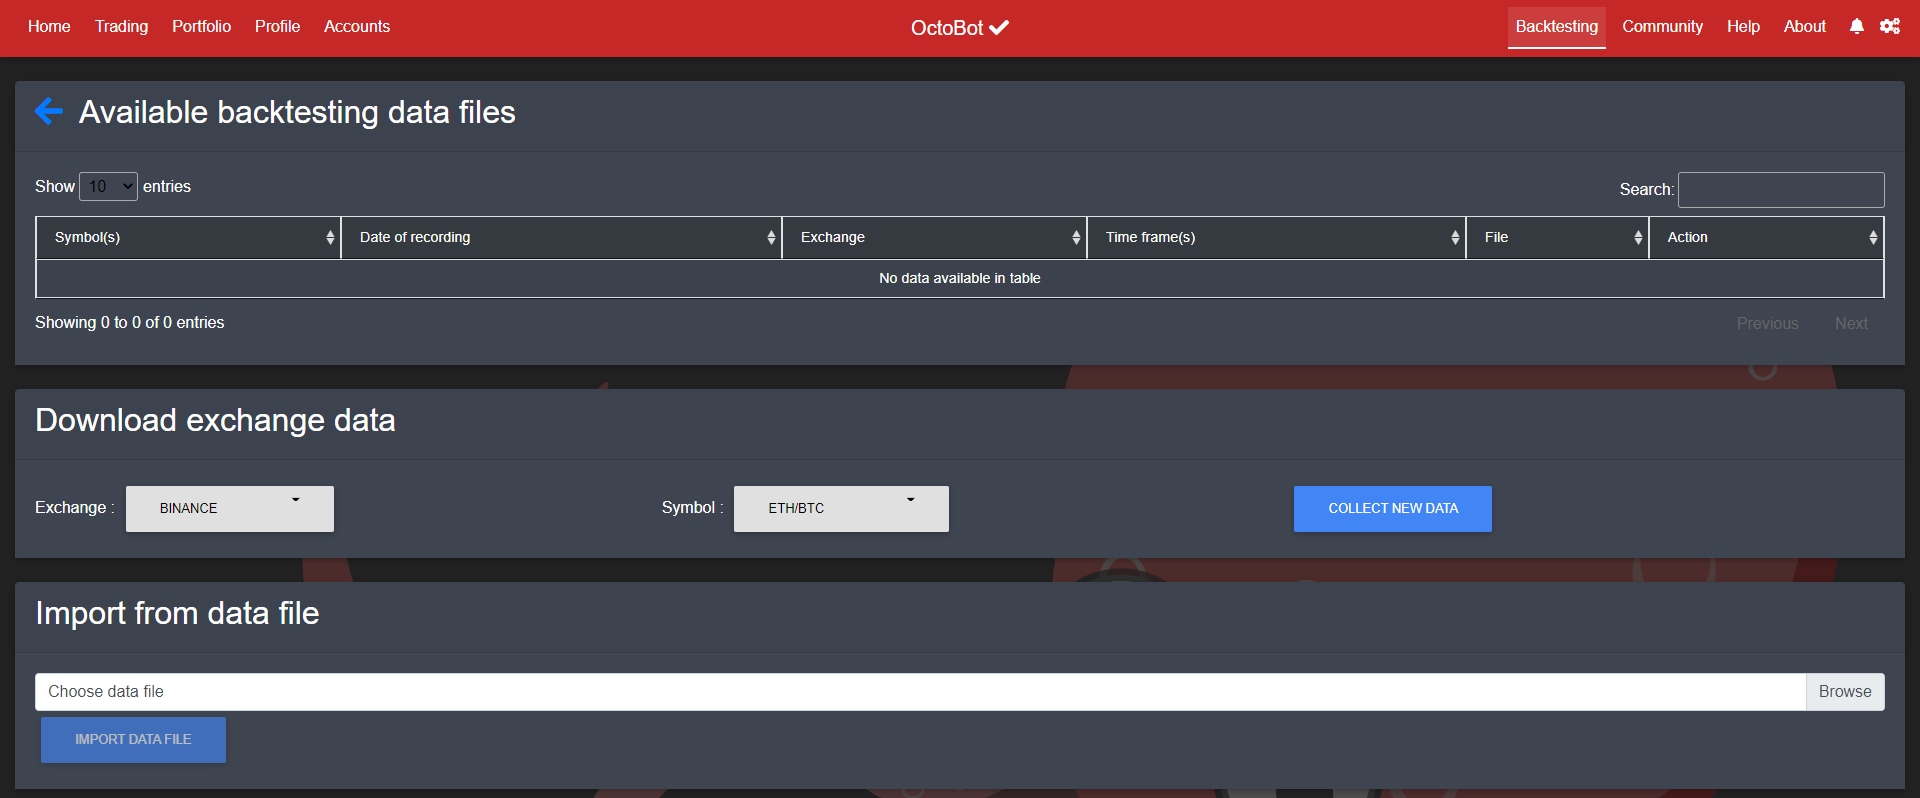 Home Trading Portfolio Profile Accounts OctoBot Backtesting Community Help About
Available backtesting data files
Show 10 entries Search:
Symbol(s) Date of recording Exchange Time frame(s) File Action
No data available in table
Showing 0 to 0 of 0 entries Previous Next
Download exchange data
Exchange : BINANCE Symbol : ETH/BTC COLLECT NEW DATA
Import from data file
Choose data file Browse
IMPORT DATA FILE